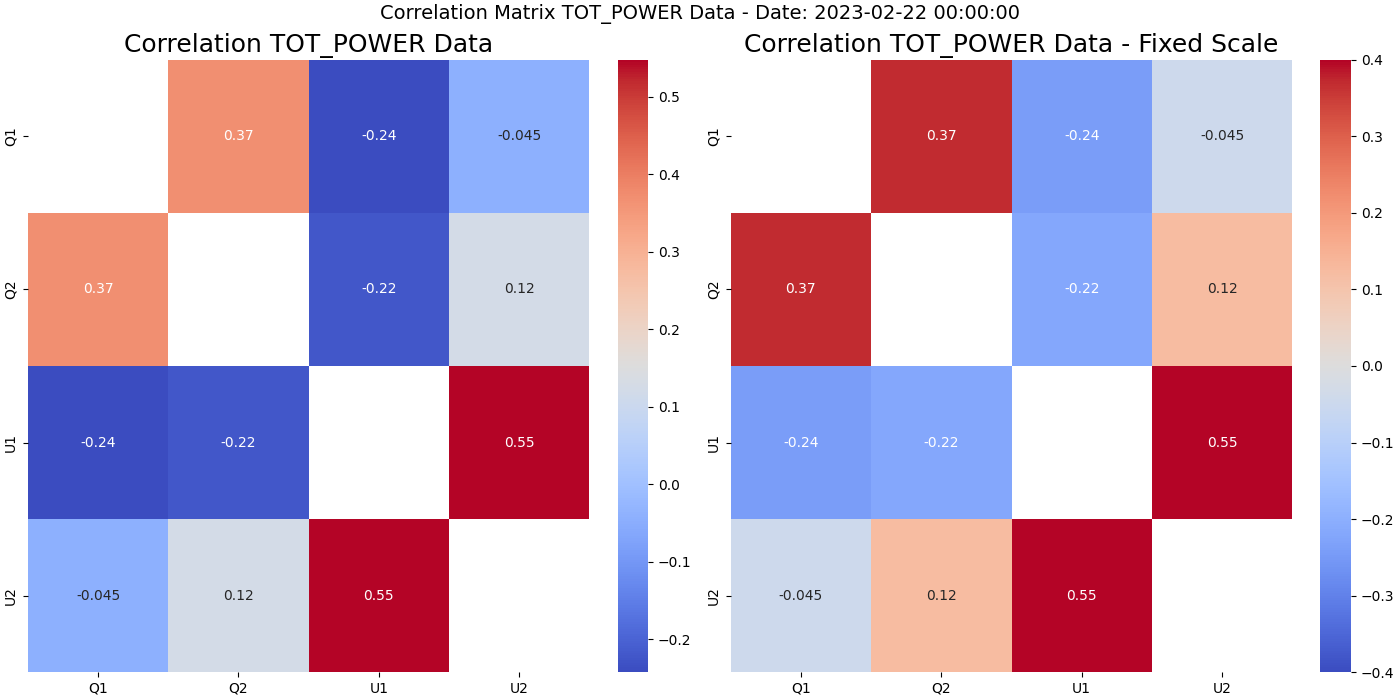 Correlation Matrix TOT_POWER Data - Date: 2023-02-22 00:00:00
Correlation TOT_POWER Data
Q1
0.37
-0.24
-0.045
Q2
0.37
-0.22
0.12
U1
-0.24
-0.22
0.55
U2
-0.045
0.12
0.55
Q1
Q2
U1
U2
0.5
0.4
0.3
0.2
0.1
0.0
−0.1
−0.2
Correlation TOT_POWER Data - Fixed Scale
Q1
0.37
-0.24
-0.045
Q2
0.37
-0.22
0.12
U1
-0.24
-0.22
0.55
U2
-0.045
0.12
0.55
Q1
Q2
U1
U2
0.4
0.3
0.2
0.1
0.0
−0.1
−0.2
−0.3
−0.4